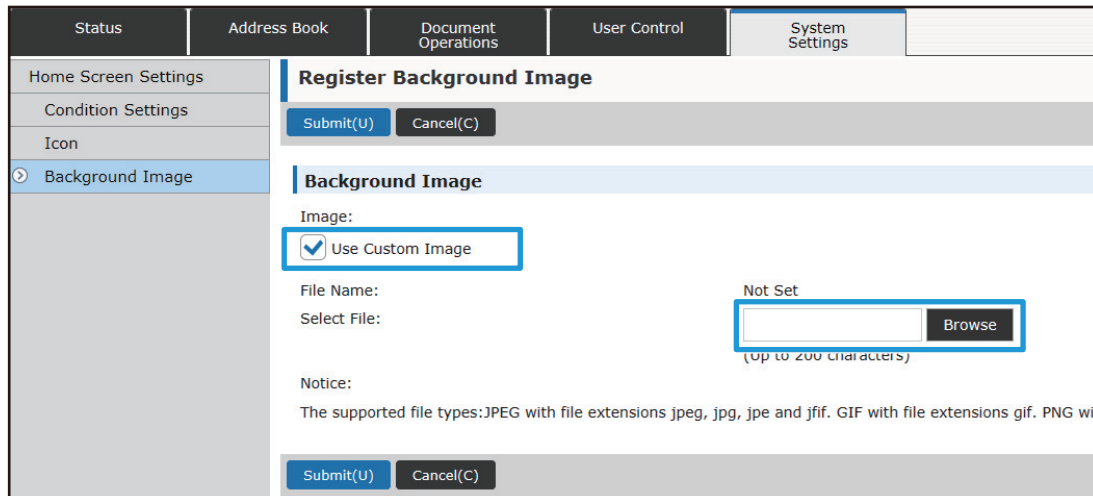 Status
Address Book
Document
Operations
User Control
System
Settings
Home Screen Settings
Condition Settings
Icon
Background Image
Register Background Image
Submit(U)
Cancel(C)
Background Image
Image:
Use Custom Image
File Name:
Not Set
Select File:
Browse
(Up to 200 characters)
Notice:
The supported file types:JPEG with file extensions jpeg, jpg, jpe and jfif. GIF with file extensions gif. PNG
Submit(U)
Cancel(C)